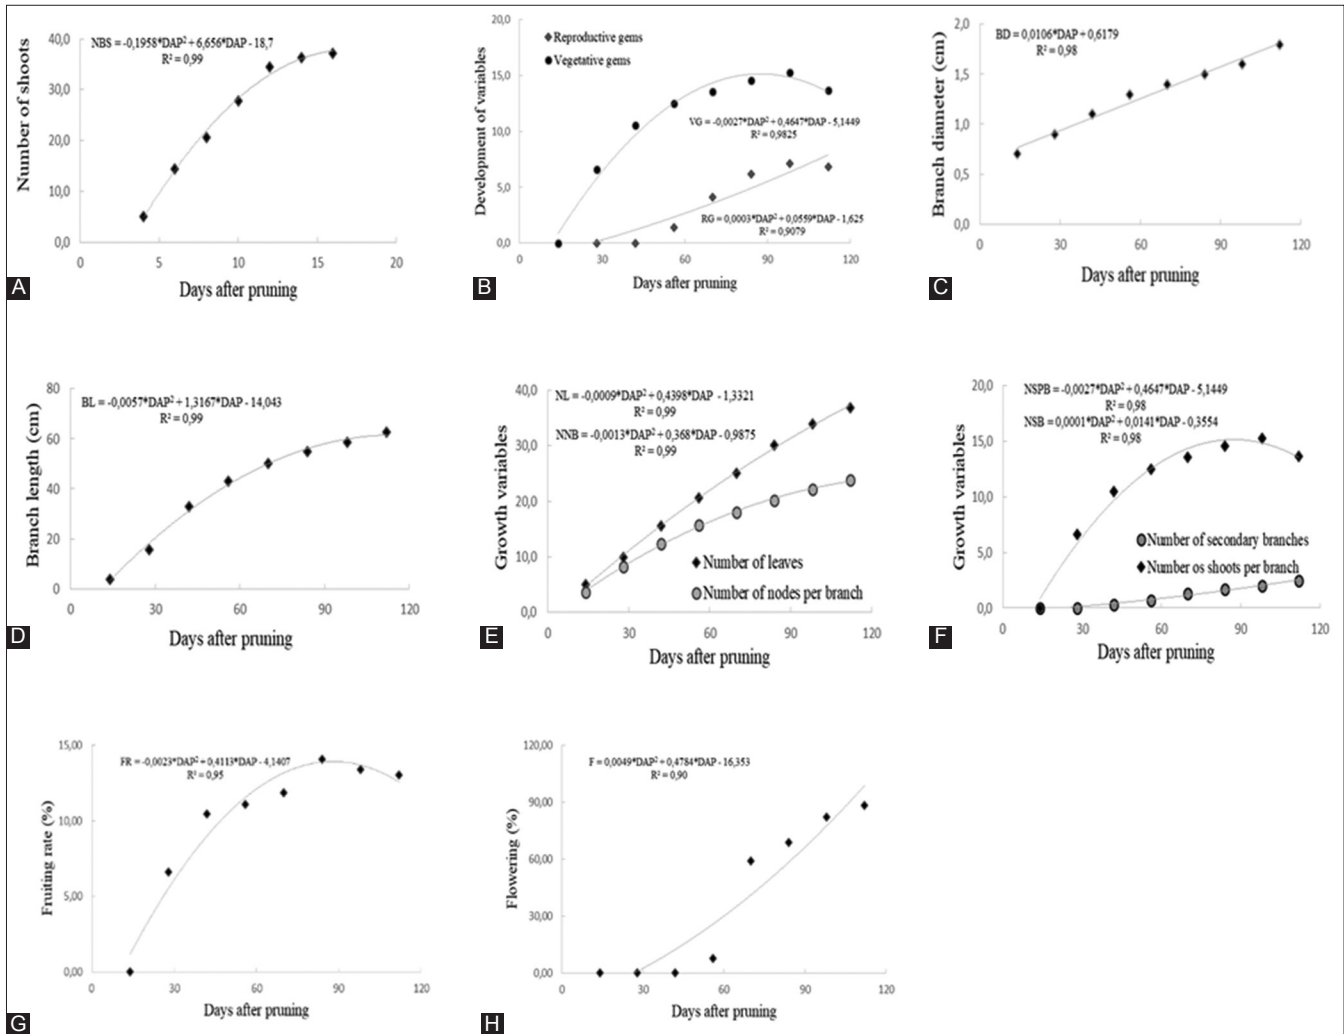 NBS = -0,1958*DAP² + 6,656*DAP - 18,7
R² = 0,99
Number of shoots
40,0
30,0
20,0
10,0
0,0
0 5 10 15 20
Days after pruning
A
Reproductive gems
Vegetative gems
Development of variables
20,0
15,0
10,0
5,0
0,0
VG = -0,0027*DAP² + 0,4647*DAP - 5,1449
R² = 0,9825
RG = 0,0003*DAP² + 0,0559*DAP - 1,625
R² = 0,9079
0 30 60 90 120
Days after pruning
B
BD = 0,0106*DAP + 0,6179
R² = 0,98
Branch diameter (cm)
2,0
1,5
1,0
0,5
0,0
0 30 60 90 120
Days after pruning
C
BL = -0,0057*DAP² + 1,3167*DAP - 14,043
R² = 0,99
Branch length (cm)
80
60
40
20
0
0 30 60 90 120
Days after pruning
D
NL = -0,0009*DAP² + 0,4398*DAP - 1,3321
R² = 0,99
NNB = -0,0013*DAP² + 0,368*DAP - 0,9875
R² = 0,99
Growth variables
40,0
30,0
20,0
10,0
0,0
Number of leaves
Number of nodes per branch
0 30 60 90 120
Days after pruning
E
NSPB = -0,0027*DAP² + 0,4647*DAP - 5,1449
R² = 0,98
NSB = 0,0001*DAP² + 0,0141*DAP - 0,3554
R² = 0,98
Growth variables
20,0
15,0
10,0
5,0
0,0
Number of secondary branches
Number os shoots per branch
0 30 60 90 120
Days after pruning
F
FR = -0,0023*DAP² + 0,4113*DAP - 4,1407
R² = 0,95
Fruiting rate (%)
15,00
10,00
5,00
0,00
0 30 60 90 120
Days after pruning
G
F = 0,0049*DAP² + 0,4784*DAP - 16,353
R² = 0,90
Flowering (%)
120,00
90,00
60,00
30,00
0,00
0 30 60 90 120
Days after pruning
H